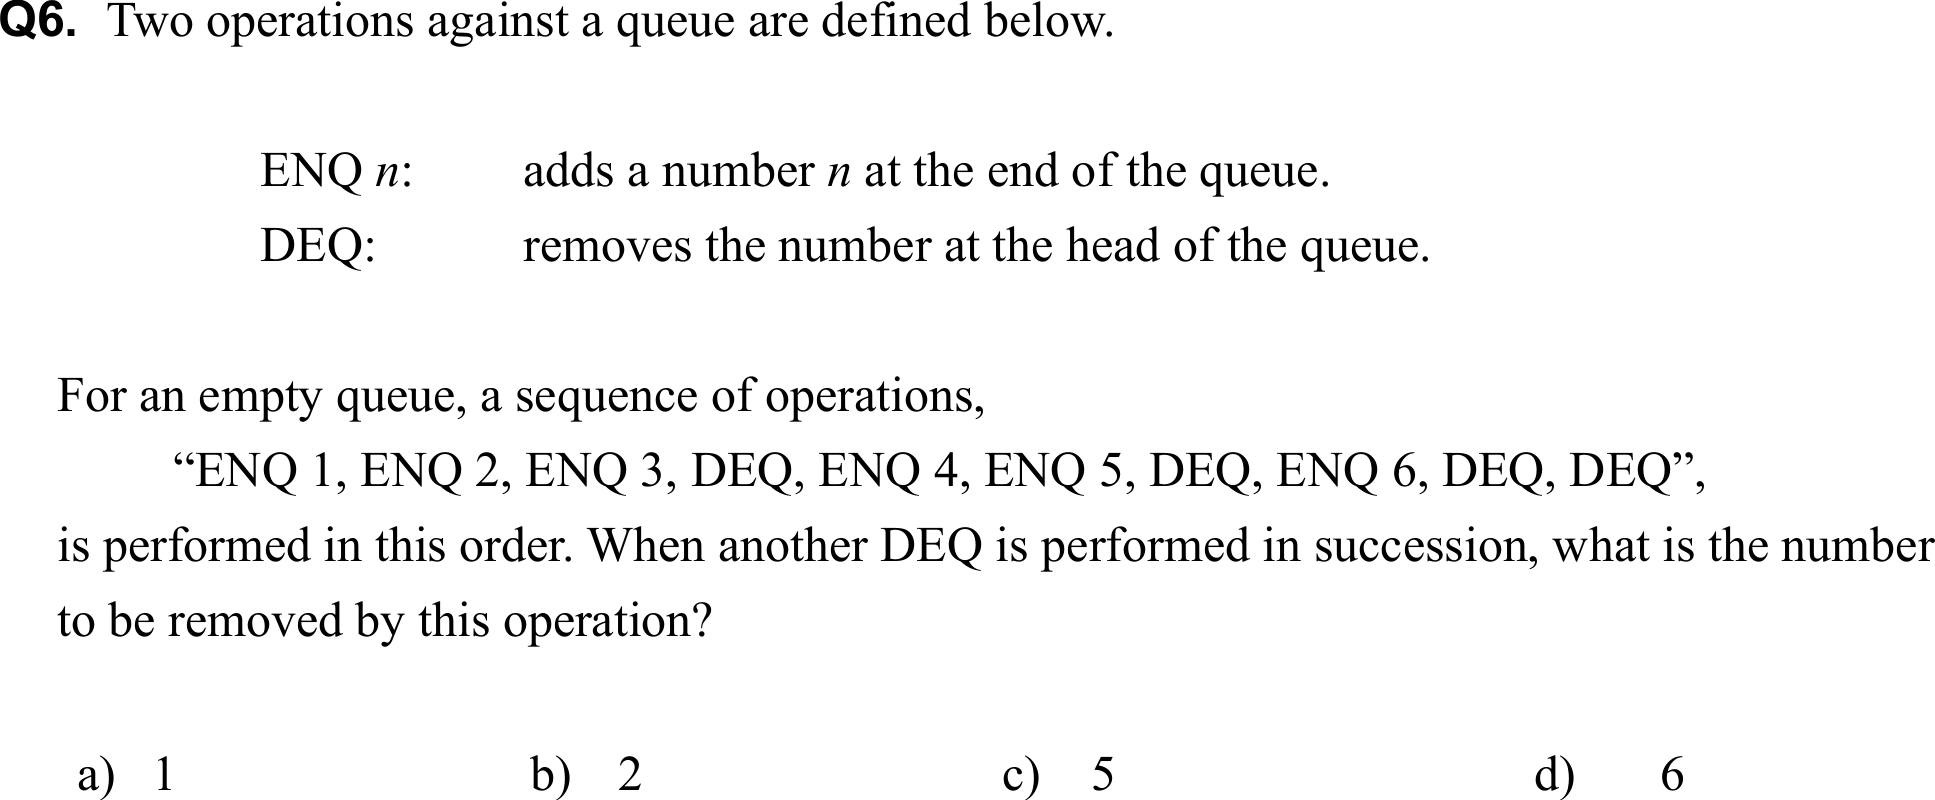 Q6. Two operations against a queue are defined below.
ENQ n: adds a number n at the end of the queue.
DEQ: removes the number at the head of the queue.
For an empty queue, a sequence of operations,
“ENQ 1, ENQ 2, ENQ 3, DEQ, ENQ 4, ENQ 5, DEQ, ENQ 6, DEQ, DEQ”,
is performed in this order. When another DEQ is performed in succession, what is the number
to be removed by this operation?
a) 1 b) 2 c) 5 d) 6